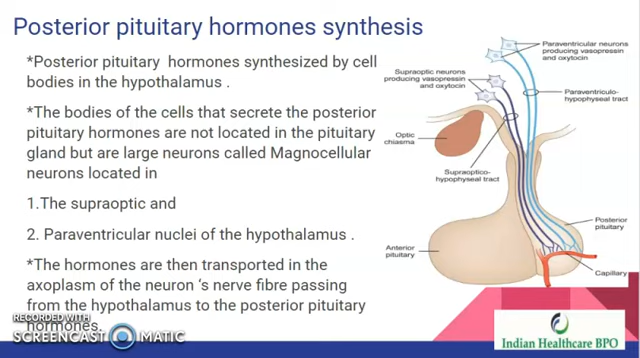 Posterior pituitary hormones synthesis
*Posterior pituitary hormones synthesized by cell
bodies in the hypothalamus .
*The bodies of the cells that secrete the posterior
pituitary hormones are not located in the pituitary
gland but are large neurons called Magnocellular
neurons located in
1.The supraoptic and
2. Paraventricular nuclei of the hypothalamus .
*The hormones are then transported in the
axoplasm of the neuron ‘s nerve fibre passing
from the hypothalamus to the posterior pituitary
hormones.
Paraventricular neurons
producing vasopressin
and oxytocin
Supraoptic neurons
producing vasopressin
and oxytocin
Paraventriculo-
hypophyseal tract
Optic
chiasma
Supraoptico-
hypophyseal tract
Posterior
pituitary
Anterior
pituitary
Capillary
RECORDED WITH
SCREENCAST MATIC
Indian Healthcare BPO